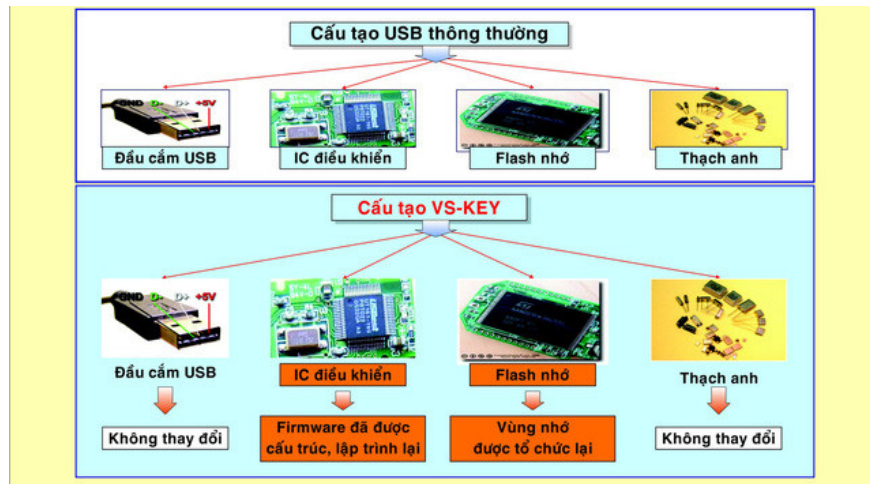 Cấu tạo USB thông thường
GND D- D+ +5V
Đầu cắm USB
IC điều khiển
Flash nhớ
Thạch anh
Cấu tạo VS-KEY
GND D- D+ +5V
Đầu cắm USB
IC điều khiển
Flash nhớ
Thạch anh
Không thay đổi
Firmware đã được
cấu trúc, lập trình lại
Vùng nhớ
được tổ chức lại
Không thay đổi